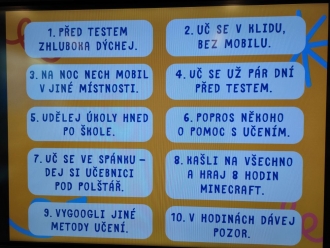 1. PŘED TESTEM
ZHLUBOKA DÝCHEJ.
2. UČ SE V KLIDU,
BEZ MOBILU.
3. NA NOC NECH MOBIL
V JINÉ MÍSTNOSTI.
4. UČ SE UŽ PÁR DNÍ
PŘED TESTEM.
5. UDĚLEJ ÚKOLY HNED
PO ŠKOLE.
6. POPROS NĚKOHO
O POMOC S UČENÍM.
7. UČ SE VE SPÁNKU –
DEJ SI UČEBNICI
POD POLŠTÁŘ.
8. KAŠLI NA VŠECHNO
A HRAJ 8 HODIN
MINECRAFT.
9. VYGOOGLI JINÉ
METODY UČENÍ.
10. V HODINÁCH DÁVEJ
POZOR.